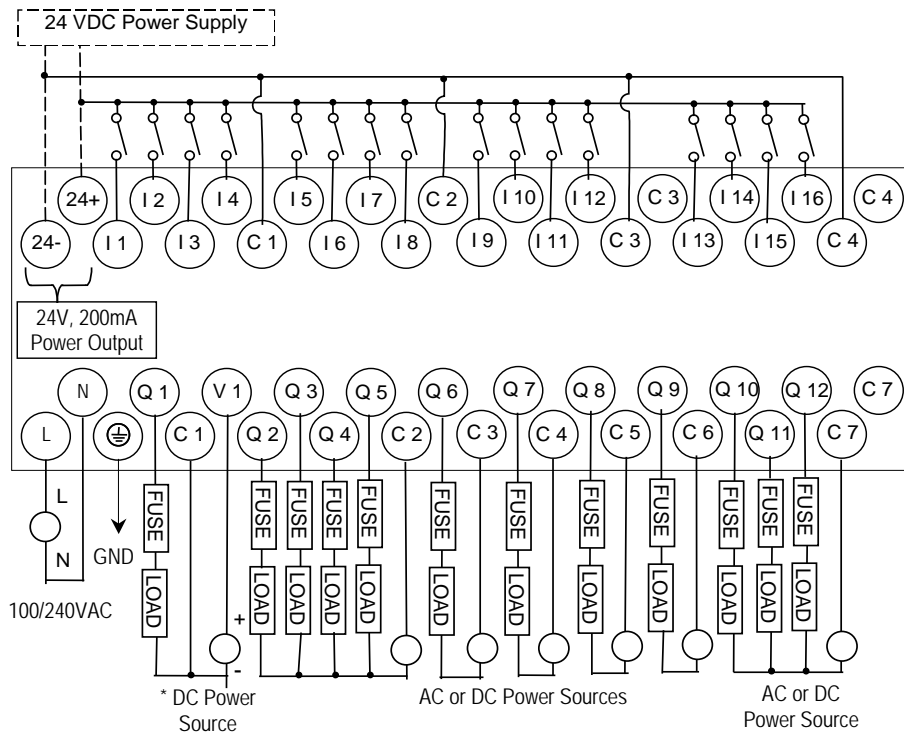 24 VDC Power Supply
24+ I 2 I 4 I 5 I 7 C 2 I 10 I 12 C 3 I 14 I 16 C 4
24- I 1 I 3 C 1 I 6 I 8 I 9 I 11 C 3 I 13 I 15 C 4
24V, 200mA
Power Output
N Q 1 V 1 Q 3 Q 5 Q 6 Q 7 Q 8 Q 9 Q 10 Q 12 C 7
L C 1 Q 2 Q 4 C 2 C 3 C 4 C 5 C 6 Q 11 C 7
L
N
GND
100/240VAC
FUSE FUSE FUSE FUSE FUSE FUSE FUSE FUSE FUSE FUSE FUSE FUSE
LOAD LOAD LOAD LOAD LOAD LOAD LOAD LOAD LOAD LOAD LOAD LOAD
+
-
* DC Power
Source
AC or DC Power Sources
AC or DC
Power Source